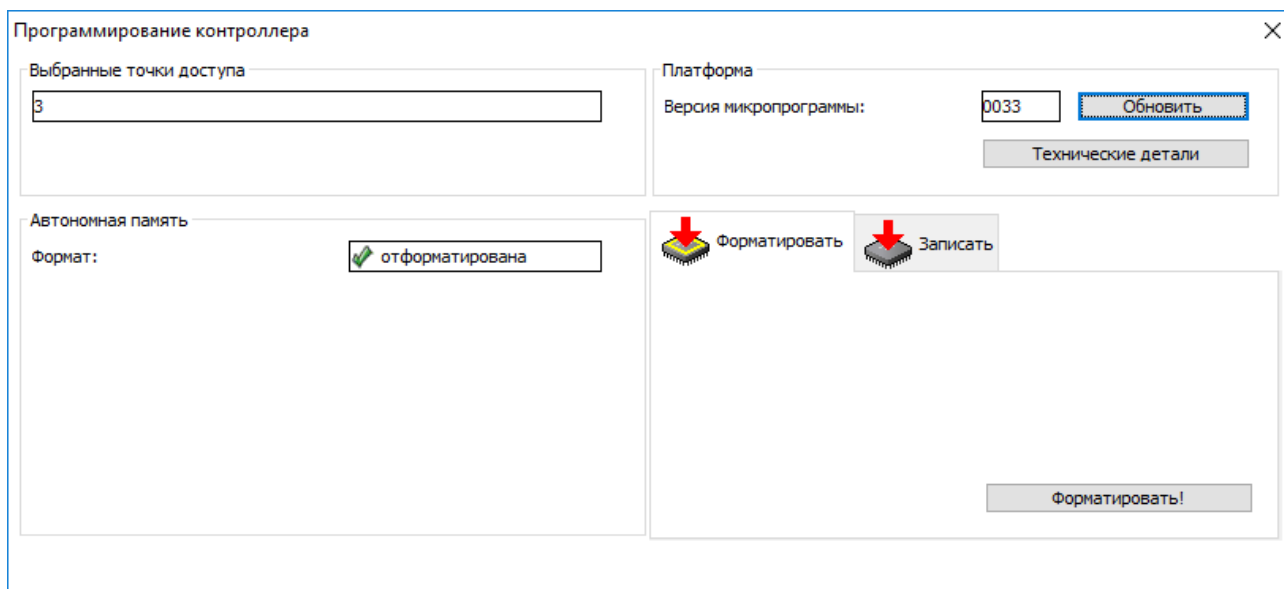 Программирование контроллера
Выбранные точки доступа
3
Платформа
Версия микропрограммы: 0033 Обновить
Технические детали
Автономная память
Формат: отформатирована
Форматировать Записать
Форматировать!